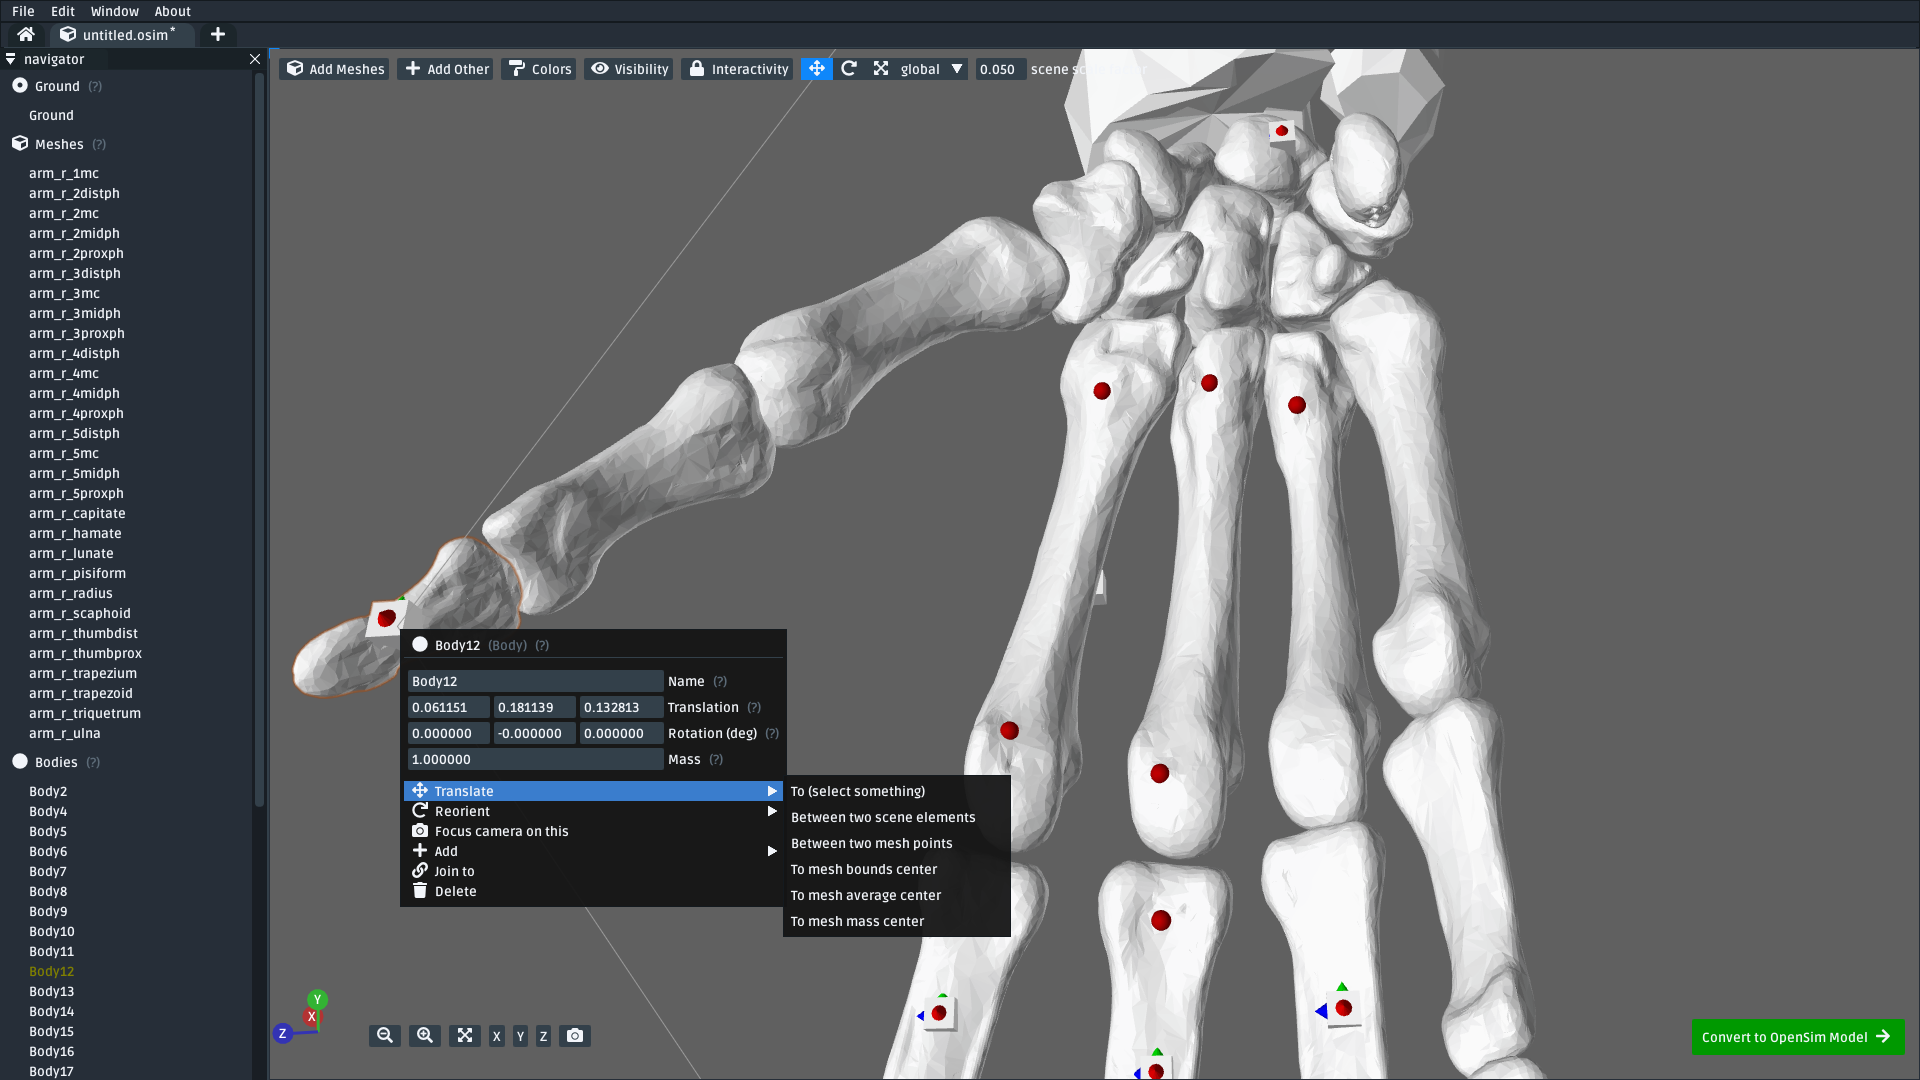 File Edit Window About
untitled.osim*
navigator
Ground (?)
Ground
Meshes (?)
arm_r_1mc
arm_r_2distph
arm_r_2mc
arm_r_2midph
arm_r_2proxph
arm_r_3distph
arm_r_3mc
arm_r_3midph
arm_r_3proxph
arm_r_4distph
arm_r_4mc
arm_r_4midph
arm_r_4proxph
arm_r_5distph
arm_r_5mc
arm_r_5midph
arm_r_5proxph
arm_r_capitate
arm_r_hamate
arm_r_lunate
arm_r_pisiform
arm_r_radius
arm_r_scaphoid
arm_r_thumbdist
arm_r_thumbprox
arm_r_trapezium
arm_r_trapezoid
arm_r_triquetrum
arm_r_ulna
Bodies (?)
Body2
Body4
Body5
Body6
Body7
Body8
Body9
Body10
Body11
Body12
Body13
Body14
Body15
Body16
Body17
Add Meshes Add Other Colors Visibility Interactivity global 0.050 scene
Body12 (Body) (?)
Body12 Name (?)
0.061151 0.181139 0.132813 Translation (?)
0.000000 -0.000000 0.000000 Rotation (deg) (?)
1.000000 Mass (?)
Translate
Reorient
Focus camera on this
Add
Join to
Delete
To (select something)
Between two scene elements
Between two mesh points
To mesh bounds center
To mesh average center
To mesh mass center
Y
X
Z
X Y Z
Convert to OpenSim Model